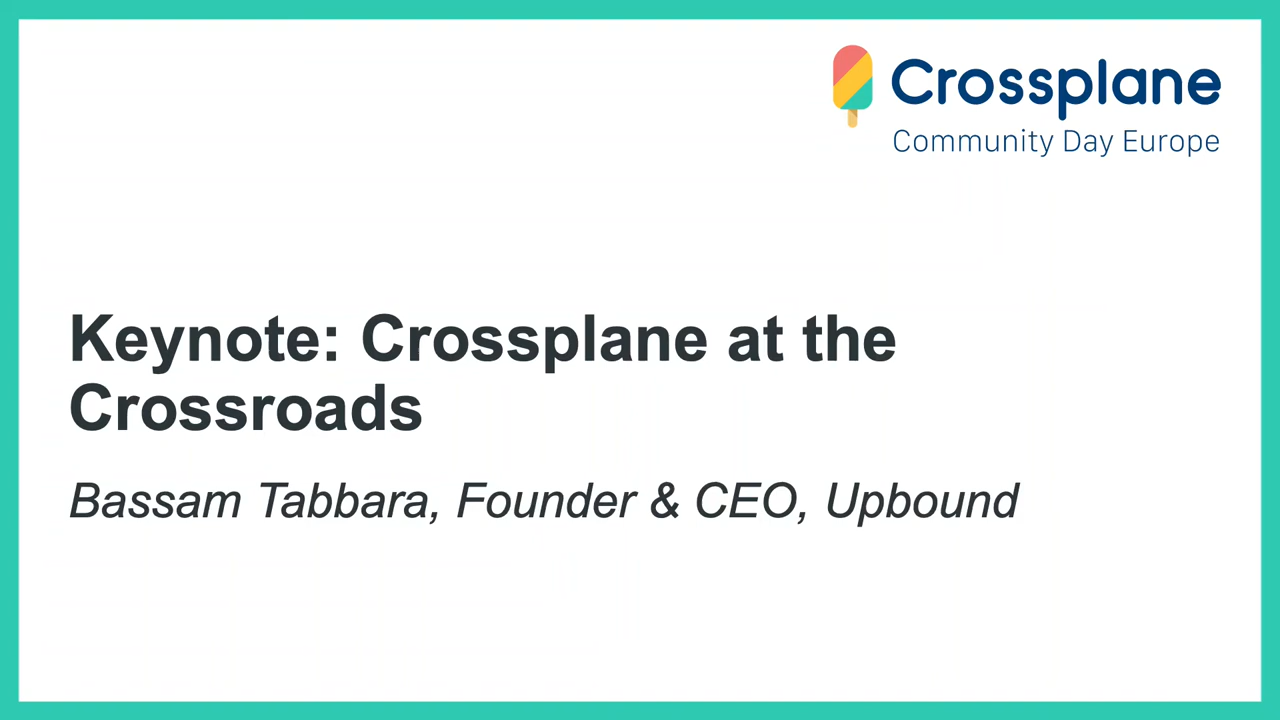 Crossplane
Community Day Europe
Keynote: Crossplane at the
Crossroads
Bassam Tabbara, Founder & CEO, Upbound